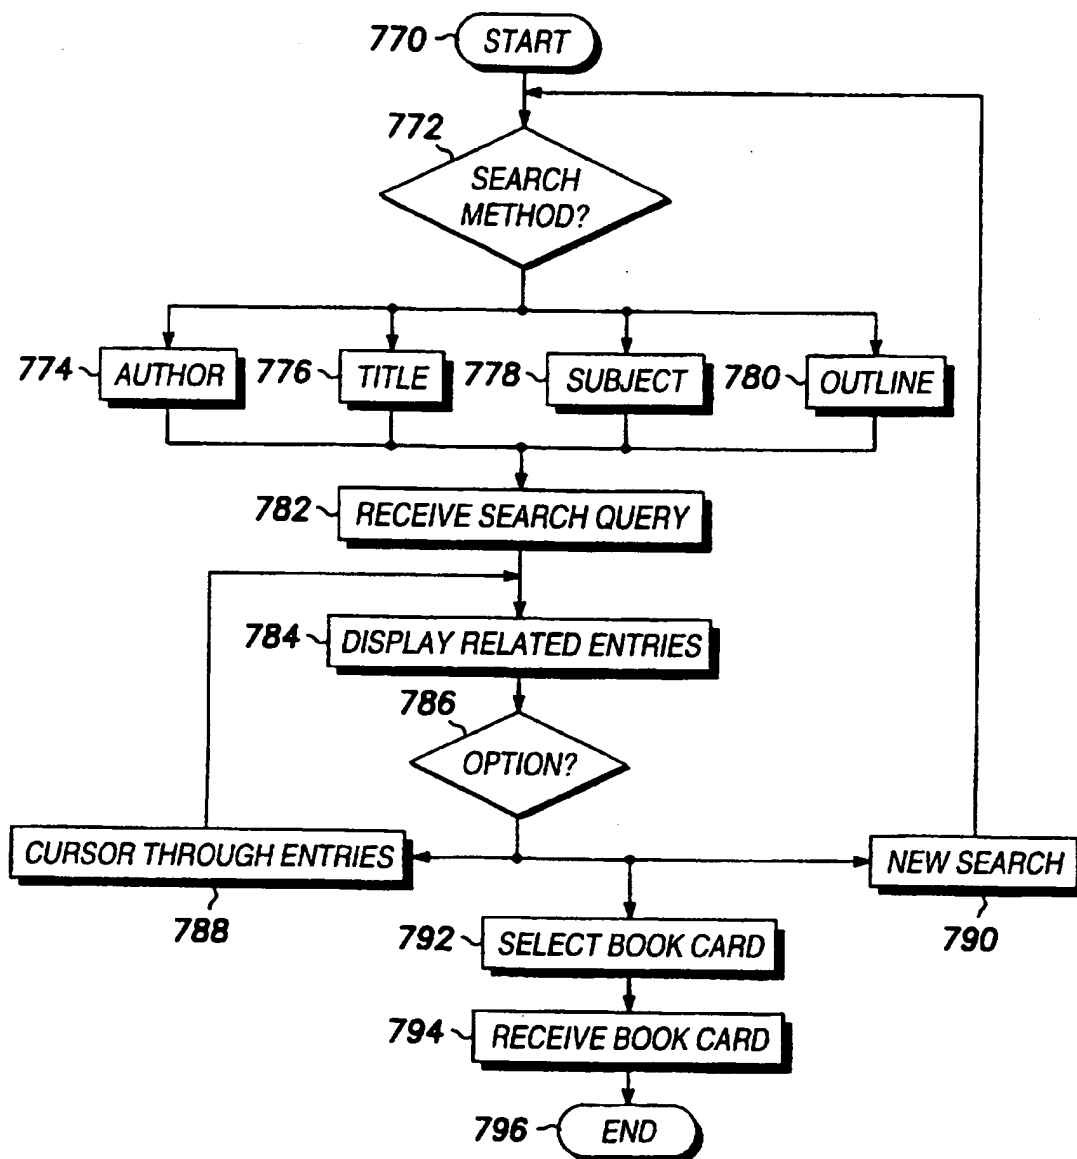 770 START
772
SEARCH
METHOD?
774 AUTHOR 776 TITLE 778 SUBJECT 780 OUTLINE
782 RECEIVE SEARCH QUERY
784 DISPLAY RELATED ENTRIES
786
OPTION?
CURSOR THROUGH ENTRIES NEW SEARCH
788 790
792 SELECT BOOK CARD
794 RECEIVE BOOK CARD
796 END